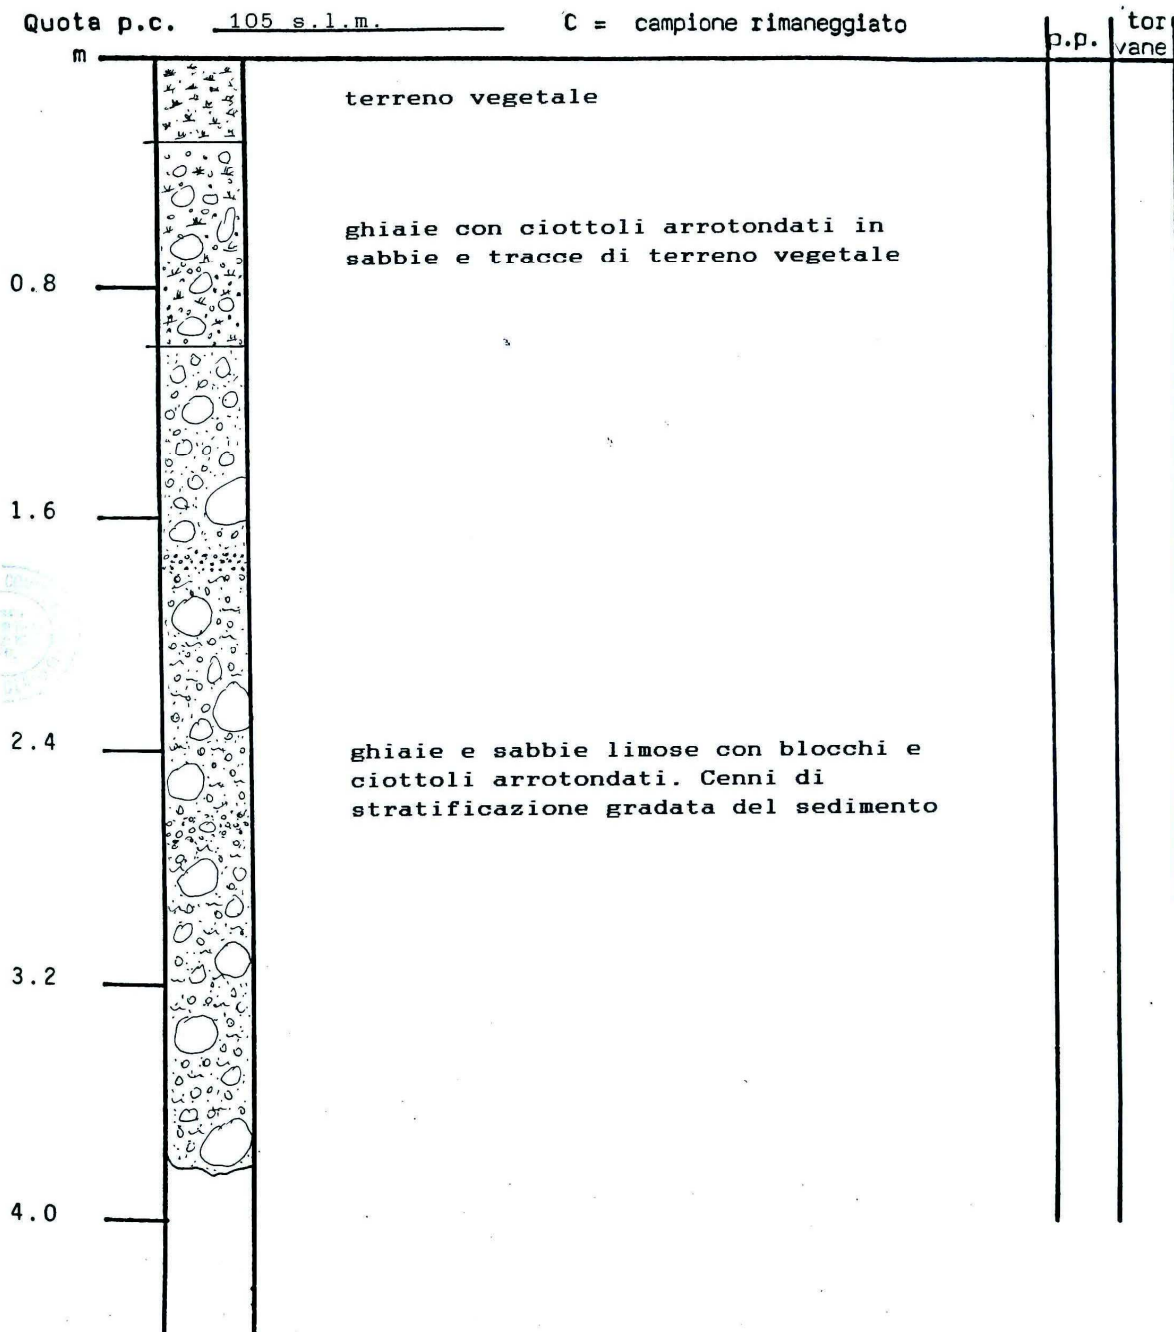 Quota p.c. 105 s.l.m. C = campione rimaneggiato p.p. tor vane
m
terreno vegetale
ghiaie con ciottoli arrotondati in
sabbie e tracce di terreno vegetale
0.8
1.6
2.4
ghiaie e sabbie limose con blocchi e
ciottoli arrotondati. Cenni di
stratificazione gradata del sedimento
3.2
4.0